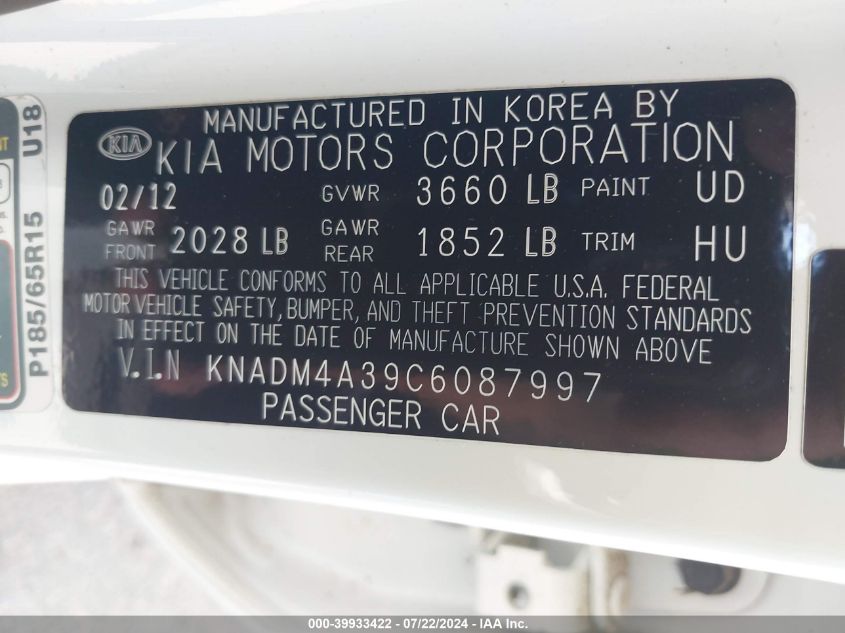 MANUFACTURED IN KOREA BY
KIA KIA MOTORS CORPORATION
02/12 GVWR 3660 LB PAINT UD
GAWR FRONT 2028 LB GAWR REAR 1852 LB TRIM HU
THIS VEHICLE CONFORMS TO ALL APPLICABLE U.S.A. FEDERAL
MOTOR VEHICLE SAFETY, BUMPER, AND THEFT PREVENTION STANDARDS
IN EFFECT ON THE DATE OF MANUFACTURE SHOWN ABOVE
V.I.N KNADM4A39C6087997
PASSENGER CAR
P185/65R15 U18
000-39933422 - 07/22/2024 - IAAI.COM